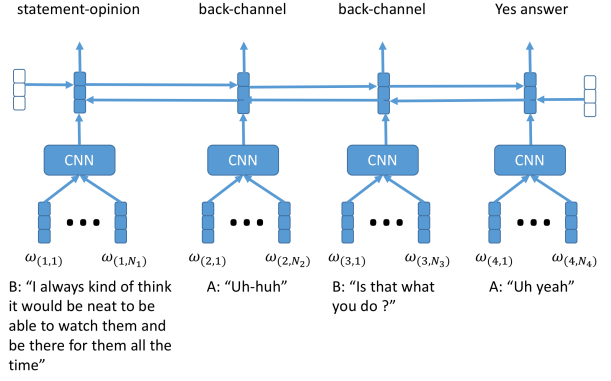 statement-opinion back-channel back-channel Yes answer
CNN CNN CNN CNN
ω(1,1) ω(1,N1) ω(2,1) ω(2,N2) ω(3,1) ω(3,N3) ω(4,1) ω(4,N4)
B: “I always kind of think
it would be neat to be
able to watch them and
be there for them all the
time”
A: “Uh-huh”
B: “Is that what
you do ?”
A: “Uh yeah”